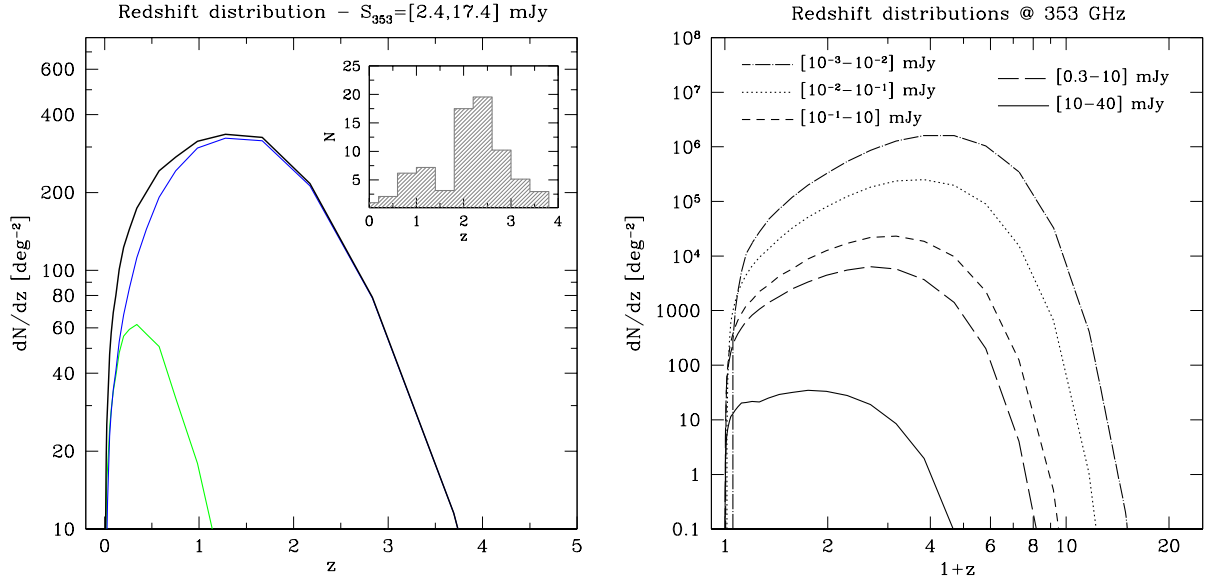 Redshift distribution − S₃₅₃=[2.4,17.4] mJy
600
400
200
100
80
60
40
20
10
dN/dz [deg⁻²]
0 1 2 3 4 5
z
25
20
15
10
5
N
0 1 2 3 4
z
Redshift distributions @ 353 GHz
[10⁻³−10⁻²] mJy
[10⁻²−10⁻¹] mJy
[10⁻¹−10] mJy
[0.3−10] mJy
[10−40] mJy
10⁸
10⁷
10⁶
10⁵
10⁴
1000
100
10
1
0.1
dN/dz [deg⁻²]
1 2 4 6 8 10 20
1+z